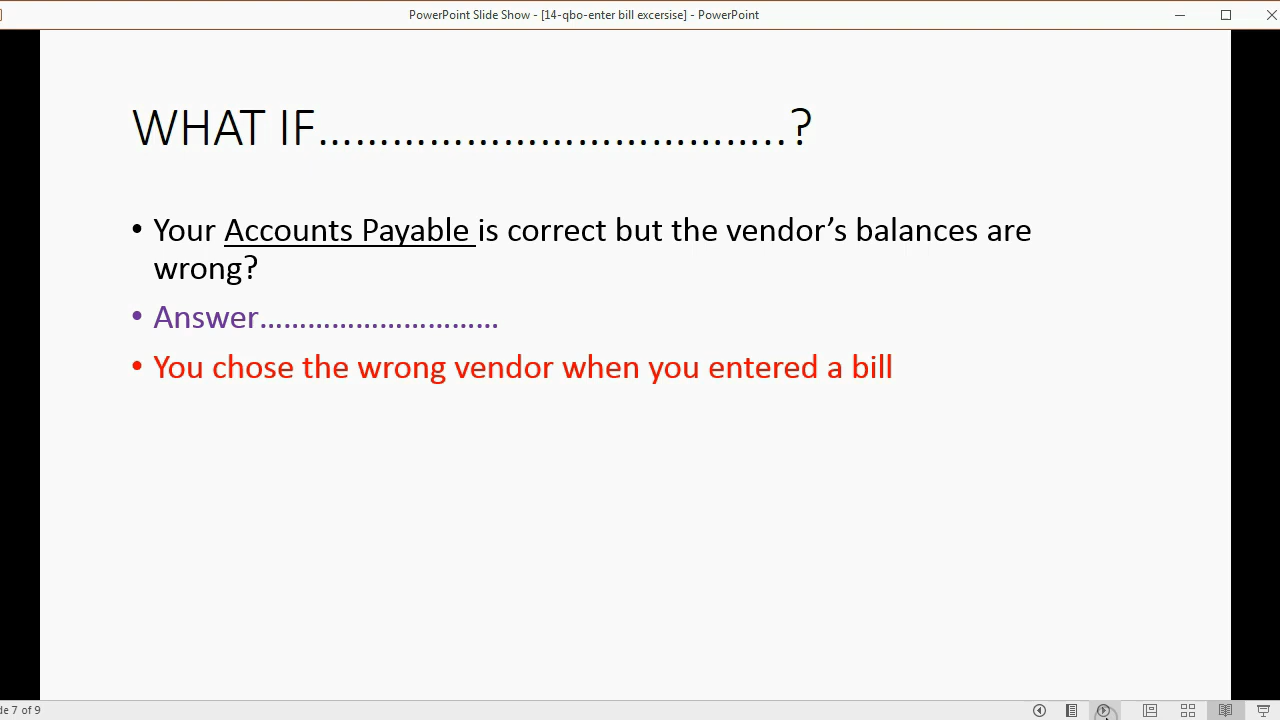 PowerPoint Slide Show - [14-qbo-enter bill excersise] - PowerPoint
WHAT IF……………………………….?
• Your Accounts Payable is correct but the vendor’s balances are
wrong?
• Answer…………………………
• You chose the wrong vendor when you entered a bill
de 7 of 9